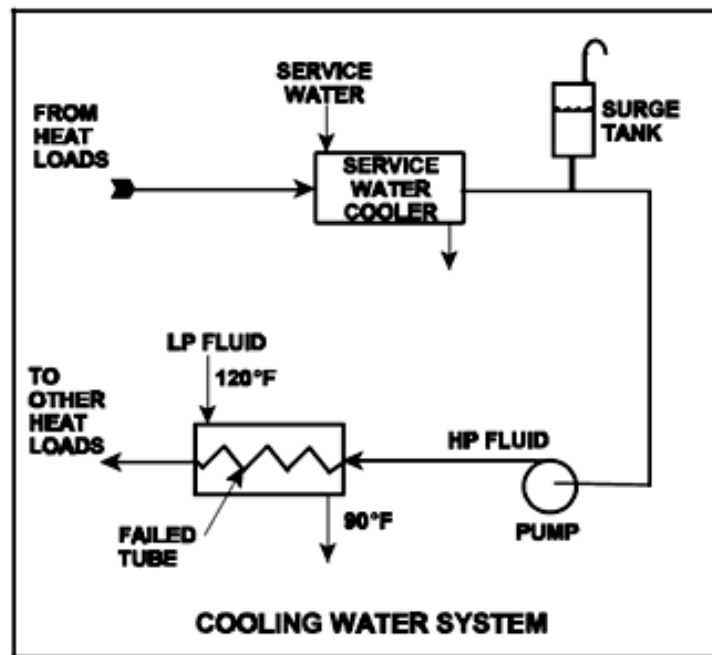 SERVICE
WATER
FROM
HEAT
LOADS
SURGE
TANK
SERVICE
WATER
COOLER
LP FLUID
120°F
TO
OTHER
HEAT
LOADS
HP FLUID
FAILED
TUBE
90°F
PUMP
COOLING WATER SYSTEM